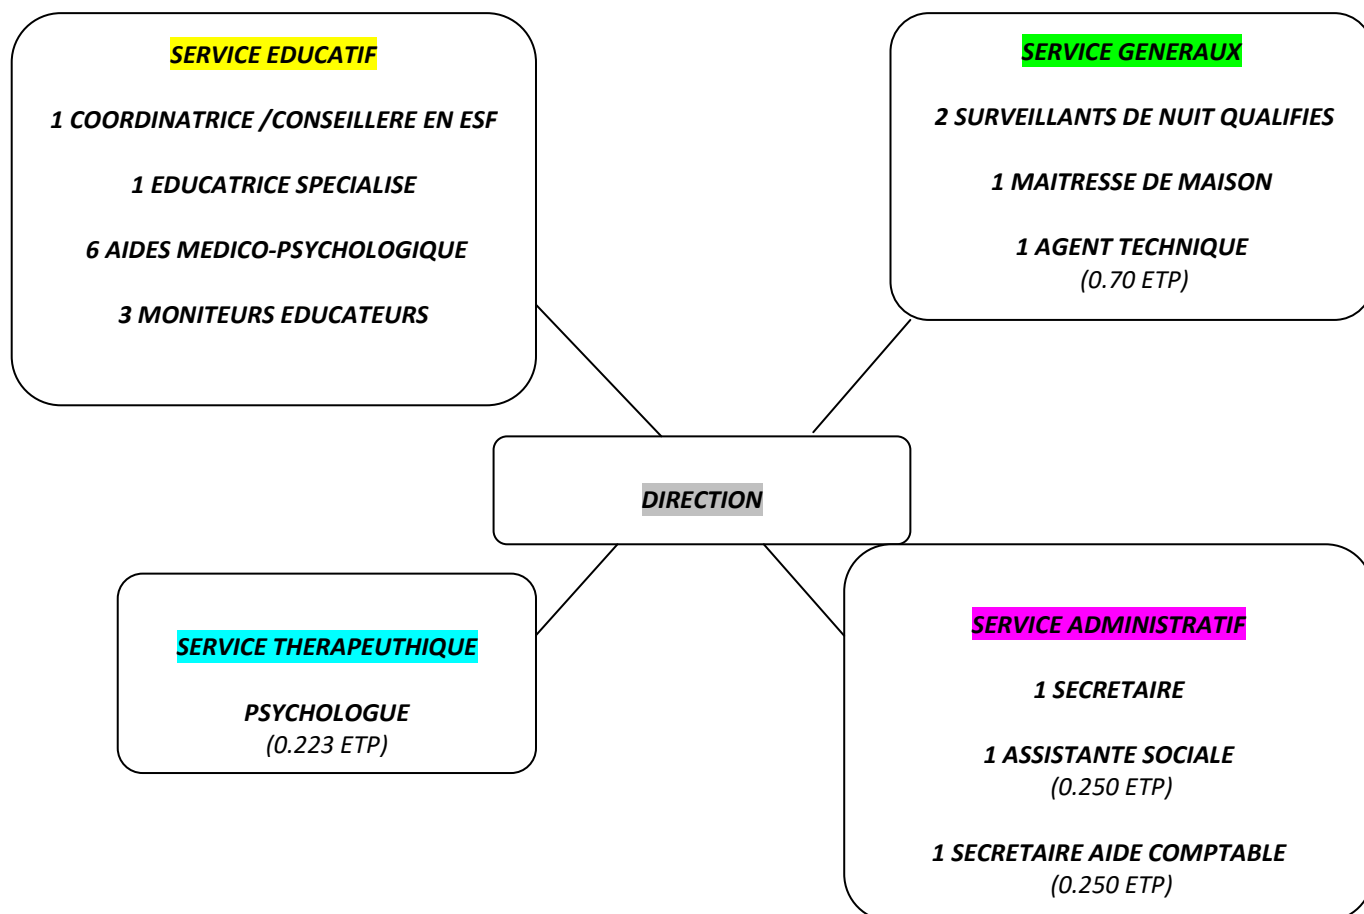 SERVICE EDUCATIF
1 COORDINATRICE /CONSEILLERE EN ESF
1 EDUCATRICE SPECIALISE
6 AIDES MEDICO-PSYCHOLOGIQUE
3 MONITEURS EDUCATEURS
SERVICE GENERAUX
2 SURVEILLANTS DE NUIT QUALIFIES
1 MAITRESSE DE MAISON
1 AGENT TECHNIQUE
(0.70 ETP)
DIRECTION
SERVICE THERAPEUTHIQUE
PSYCHOLOGUE
(0.223 ETP)
SERVICE ADMINISTRATIF
1 SECRETAIRE
1 ASSISTANTE SOCIALE
(0.250 ETP)
1 SECRETAIRE AIDE COMPTABLE
(0.250 ETP)